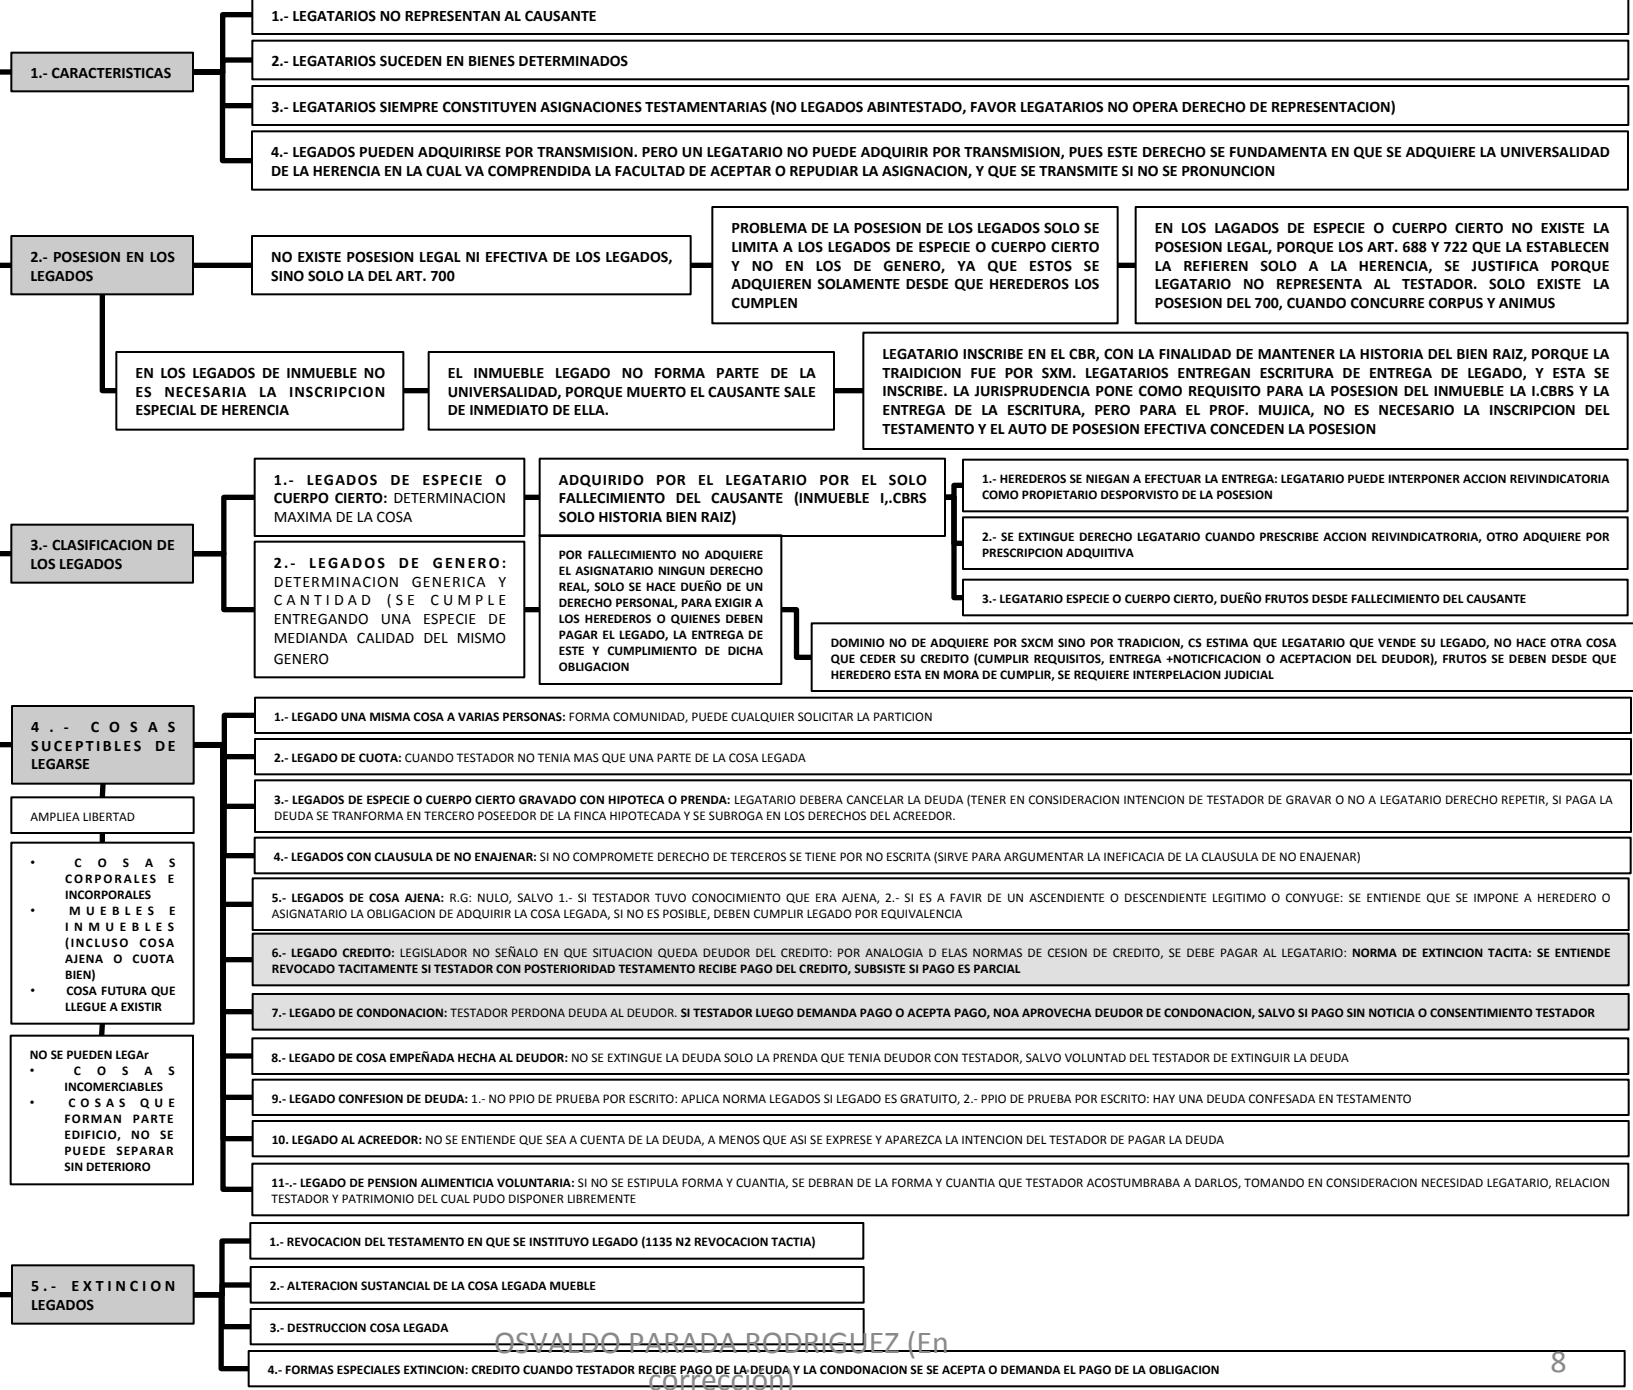 1.- CARACTERISTICAS
1.- LEGATARIOS NO REPRESENTAN AL CAUSANTE
2.- LEGATARIOS SUCEDEN EN BIENES DETERMINADOS
3.- LEGATARIOS SIEMPRE CONSTITUYEN ASIGNACIONES TESTAMENTARIAS (NO LEGADOS ABINTESTADO, FAVOR LEGATARIOS NO OPERA DERECHO DE REPRESENTACION)
4.- LEGADOS PUEDEN ADQUIRIRSE POR TRANSMISION. PERO UN LEGATARIO NO PUEDE ADQUIRIR POR TRANSMISION, PUES ESTE DERECHO SE FUNDAMENTA EN QUE SE ADQUIERE LA UNIVERSALIDAD
DE LA HERENCIA EN LA CUAL VA COMPRENDIDA LA FACULTAD DE ACEPTAR O REPUDIAR LA ASIGNACION, Y QUE SE TRANSMITE SI NO SE PRONUNCION
2.- POSESION EN LOS
LEGADOS
NO EXISTE POSESION LEGAL NI EFECTIVA DE LOS LEGADOS,
SINO SOLO LA DEL ART. 700
PROBLEMA DE LA POSESION DE LOS LEGADOS SOLO SE
LIMITA A LOS LEGADOS DE ESPECIE O CUERPO CIERTO
Y NO EN LOS DE GENERO, YA QUE ESTOS SE
ADQUIEREN SOLAMENTE DESDE QUE HEREDEROS LOS
CUMPLEN
EN LOS LAGADOS DE ESPECIE O CUERPO CIERTO NO EXISTE LA
POSESION LEGAL, PORQUE LOS ART. 688 Y 722 QUE LA ESTABLECEN
LA REFIEREN SOLO A LA HERENCIA, SE JUSTIFICA PORQUE
LEGATARIO NO REPRESENTA AL TESTADOR. SOLO EXISTE LA
POSESION DEL 700, CUANDO CONCURRE CORPUS Y ANIMUS
EN LOS LEGADOS DE INMUEBLE NO
ES NECESARIA LA INSCRIPCION
ESPECIAL DE HERENCIA
EL INMUEBLE LEGADO NO FORMA PARTE DE LA
UNIVERSALIDAD, PORQUE MUERTO EL CAUSANTE SALE
DE INMEDIATO DE ELLA.
LEGATARIO INSCRIBE EN EL CBR, CON LA FINALIDAD DE MANTENER LA HISTORIA DEL BIEN RAIZ, PORQUE LA
TRAIDICION FUE POR SXM. LEGATARIOS ENTREGAN ESCRITURA DE ENTREGA DE LEGADO, Y ESTA SE
INSCRIBE. LA JURISPRUDENCIA PONE COMO REQUISITO PARA LA POSESION DEL INMUEBLE LA I.CBRS Y LA
ENTREGA DE LA ESCRITURA, PERO PARA EL PROF. MUJICA, NO ES NECESARIO LA INSCRIPCION DEL
TESTAMENTO Y EL AUTO DE POSESION EFECTIVA CONCEDEN LA POSESION
3.- CLASIFICACION DE
LOS LEGADOS
1.- LEGADOS DE ESPECIE O
CUERPO CIERTO: DETERMINACION
MAXIMA DE LA COSA
ADQUIRIDO POR EL LEGATARIO POR EL SOLO
FALLECIMIENTO DEL CAUSANTE (INMUEBLE I,.CBRS
SOLO HISTORIA BIEN RAIZ)
1.- HEREDEROS SE NIEGAN A EFECTUAR LA ENTREGA: LEGATARIO PUEDE INTERPONER ACCION REIVINDICATORIA
COMO PROPIETARIO DESPORVISTO DE LA POSESION
2.- SE EXTINGUE DERECHO LEGATARIO CUANDO PRESCRIBE ACCION REIVINDICATRORIA, OTRO ADQUIERE POR
PRESCRIPCION ADQUIITIVA
3.- LEGATARIO ESPECIE O CUERPO CIERTO, DUEÑO FRUTOS DESDE FALLECIMIENTO DEL CAUSANTE
2.- LEGADOS DE GENERO:
DETERMINACION GENERICA Y
CANTIDAD (SE CUMPLE
ENTREGANDO UNA ESPECIE DE
MEDIANDA CALIDAD DEL MISMO
GENERO
POR FALLECIMIENTO NO ADQUIERE
EL ASIGNATARIO NINGUN DERECHO
REAL, SOLO SE HACE DUEÑO DE UN
DERECHO PERSONAL, PARA EXIGIR A
LOS HEREDEROS O QUIENES DEBEN
PAGAR EL LEGADO, LA ENTREGA DE
ESTE Y CUMPLIMIENTO DE DICHA
OBLIGACION
DOMINIO NO DE ADQUIERE POR SXCM SINO POR TRADICION, CS ESTIMA QUE LEGATARIO QUE VENDE SU LEGADO, NO HACE OTRA COSA
QUE CEDER SU CREDITO (CUMPLIR REQUISITOS, ENTREGA +NOTICFICACION O ACEPTACION DEL DEUDOR), FRUTOS SE DEBEN DESDE QUE
HEREDERO ESTA EN MORA DE CUMPLIR, SE REQUIERE INTERPELACION JUDICIAL
4.- COSAS
SUCEPTIBLES DE
LEGARSE
AMPLIEA LIBERTAD
• COSAS
CORPORALES E
INCORPORALES
• MUEBLES E
INMUEBLES
(INCLUSO COSA
AJENA O CUOTA
BIEN)
• COSA FUTURA QUE
LLEGUE A EXISTIR
NO SE PUEDEN LEGAr
• COSAS
INCOMERCIABLES
• COSAS QUE
FORMAN PARTE
EDIFICIO, NO SE
PUEDE SEPARAR
SIN DETERIORO
1.- LEGADO UNA MISMA COSA A VARIAS PERSONAS: FORMA COMUNIDAD, PUEDE CUALQUIER SOLICITAR LA PARTICION
2.- LEGADO DE CUOTA: CUANDO TESTADOR NO TENIA MAS QUE UNA PARTE DE LA COSA LEGADA
3.- LEGADOS DE ESPECIE O CUERPO CIERTO GRAVADO CON HIPOTECA O PRENDA: LEGATARIO DEBERA CANCELAR LA DEUDA (TENER EN CONSIDERACION INTENCION DE TESTADOR DE GRAVAR O NO A LEGATARIO DERECHO REPETIR, SI PAGA LA
DEUDA SE TRANFORMA EN TERCERO POSEEDOR DE LA FINCA HIPOTECADA Y SE SUBROGA EN LOS DERECHOS DEL ACREEDOR.
4.- LEGADOS CON CLAUSULA DE NO ENAJENAR: SI NO COMPROMETE DERECHO DE TERCEROS SE TIENE POR NO ESCRITA (SIRVE PARA ARGUMENTAR LA INEFICACIA DE LA CLAUSULA DE NO ENAJENAR)
5.- LEGADOS DE COSA AJENA: R.G: NULO, SALVO 1.- SI TESTADOR TUVO CONOCIMIENTO QUE ERA AJENA, 2.- SI ES A FAVIR DE UN ASCENDIENTE O DESCENDIENTE LEGITIMO O CONYUGE: SE ENTIENDE QUE SE IMPONE A HEREDERO O
ASIGNATARIO LA OBLIGACION DE ADQUIRIR LA COSA LEGADA, SI NO ES POSIBLE, DEBEN CUMPLIR LEGADO POR EQUIVALENCIA
6.- LEGADO CREDITO: LEGISLADOR NO SEÑALO EN QUE SITUACION QUEDA DEUDOR DEL CREDITO: POR ANALOGIA D ELAS NORMAS DE CESION DE CREDITO, SE DEBE PAGAR AL LEGATARIO: NORMA DE EXTINCION TACITA: SE ENTIENDE
REVOCADO TACITAMENTE SI TESTADOR CON POSTERIORIDAD TESTAMENTO RECIBE PAGO DEL CREDITO, SUBSISTE SI PAGO ES PARCIAL
7.- LEGADO DE CONDONACION: TESTADOR PERDONA DEUDA AL DEUDOR. SI TESTADOR LUEGO DEMANDA PAGO O ACEPTA PAGO, NOA APROVECHA DEUDOR DE CONDONACION, SALVO SI PAGO SIN NOTICIA O CONSENTIMIENTO TESTADOR
8.- LEGADO DE COSA EMPEÑADA HECHA AL DEUDOR: NO SE EXTINGUE LA DEUDA SOLO LA PRENDA QUE TENIA DEUDOR CON TESTADOR, SALVO VOLUNTAD DEL TESTADOR DE EXTINGUIR LA DEUDA
9.- LEGADO CONFESION DE DEUDA: 1.- NO PPIO DE PRUEBA POR ESCRITO: APLICA NORMA LEGADOS SI LEGADO ES GRATUITO, 2.- PPIO DE PRUEBA POR ESCRITO: HAY UNA DEUDA CONFESADA EN TESTAMENTO
10. LEGADO AL ACREEDOR: NO SE ENTIENDE QUE SEA A CUENTA DE LA DEUDA, A MENOS QUE ASI SE EXPRESE Y APAREZCA LA INTENCION DEL TESTADOR DE PAGAR LA DEUDA
11-.- LEGADO DE PENSION ALIMENTICIA VOLUNTARIA: SI NO SE ESTIPULA FORMA Y CUANTIA, SE DEBRAN DE LA FORMA Y CUANTIA QUE TESTADOR ACOSTUMBRABA A DARLOS, TOMANDO EN CONSIDERACION NECESIDAD LEGATARIO, RELACION
TESTADOR Y PATRIMONIO DEL CUAL PUDO DISPONER LIBREMENTE
5.- EXTINCION
LEGADOS
1.- REVOCACION DEL TESTAMENTO EN QUE SE INSTITUYO LEGADO (1135 N2 REVOCACION TACTIA)
2.- ALTERACION SUSTANCIAL DE LA COSA LEGADA MUEBLE
3.- DESTRUCCION COSA LEGADA
4.- FORMAS ESPECIALES EXTINCION: CREDITO CUANDO TESTADOR RECIBE PAGO DE LA DEUDA Y LA CONDONACION SE SE ACEPTA O DEMANDA EL PAGO DE LA OBLIGACION
OSVALDO PARADA RODRIGUEZ (En
corrección)
8